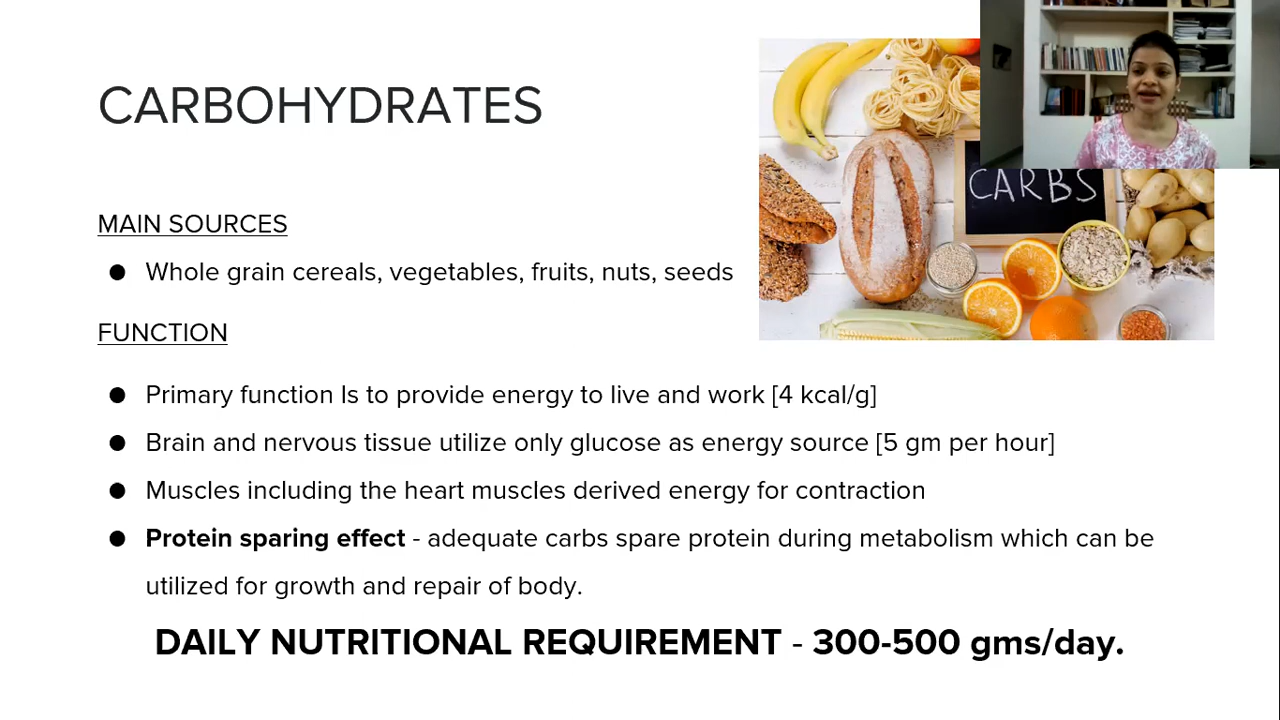 CARBOHYDRATES
CARBS
MAIN SOURCES
● Whole grain cereals, vegetables, fruits, nuts, seeds
FUNCTION
● Primary function Is to provide energy to live and work [4 kcal/g]
● Brain and nervous tissue utilize only glucose as energy source [5 gm per hour]
● Muscles including the heart muscles derived energy for contraction
● Protein sparing effect - adequate carbs spare protein during metabolism which can be
utilized for growth and repair of body.
DAILY NUTRITIONAL REQUIREMENT - 300-500 gms/day.